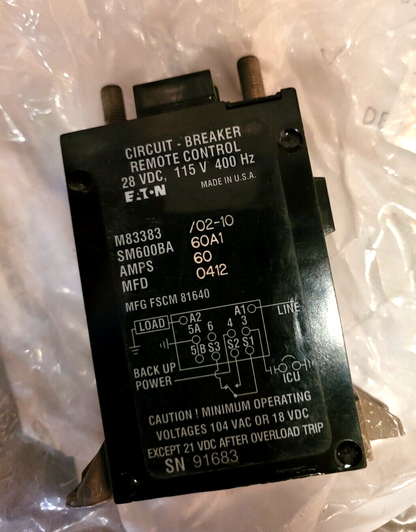 CIRCUIT - BREAKER
REMOTE CONTROL
28 VDC, 115 V 400 Hz
EATON MADE IN U.S.A.
M83383 /02-10
SM600BA 60A1
AMPS 60
MFD 0412
MFG FSCM 81640
LOAD A2 A1 LINE
5A 6 4 3
5 B S3 S2 S1
BACK UP
POWER
ICU
CAUTION ! MINIMUM OPERATING
VOLTAGES 104 VAC OR 18 VDC
EXCEPT 21 VDC AFTER OVERLOAD TRIP
SN 91683